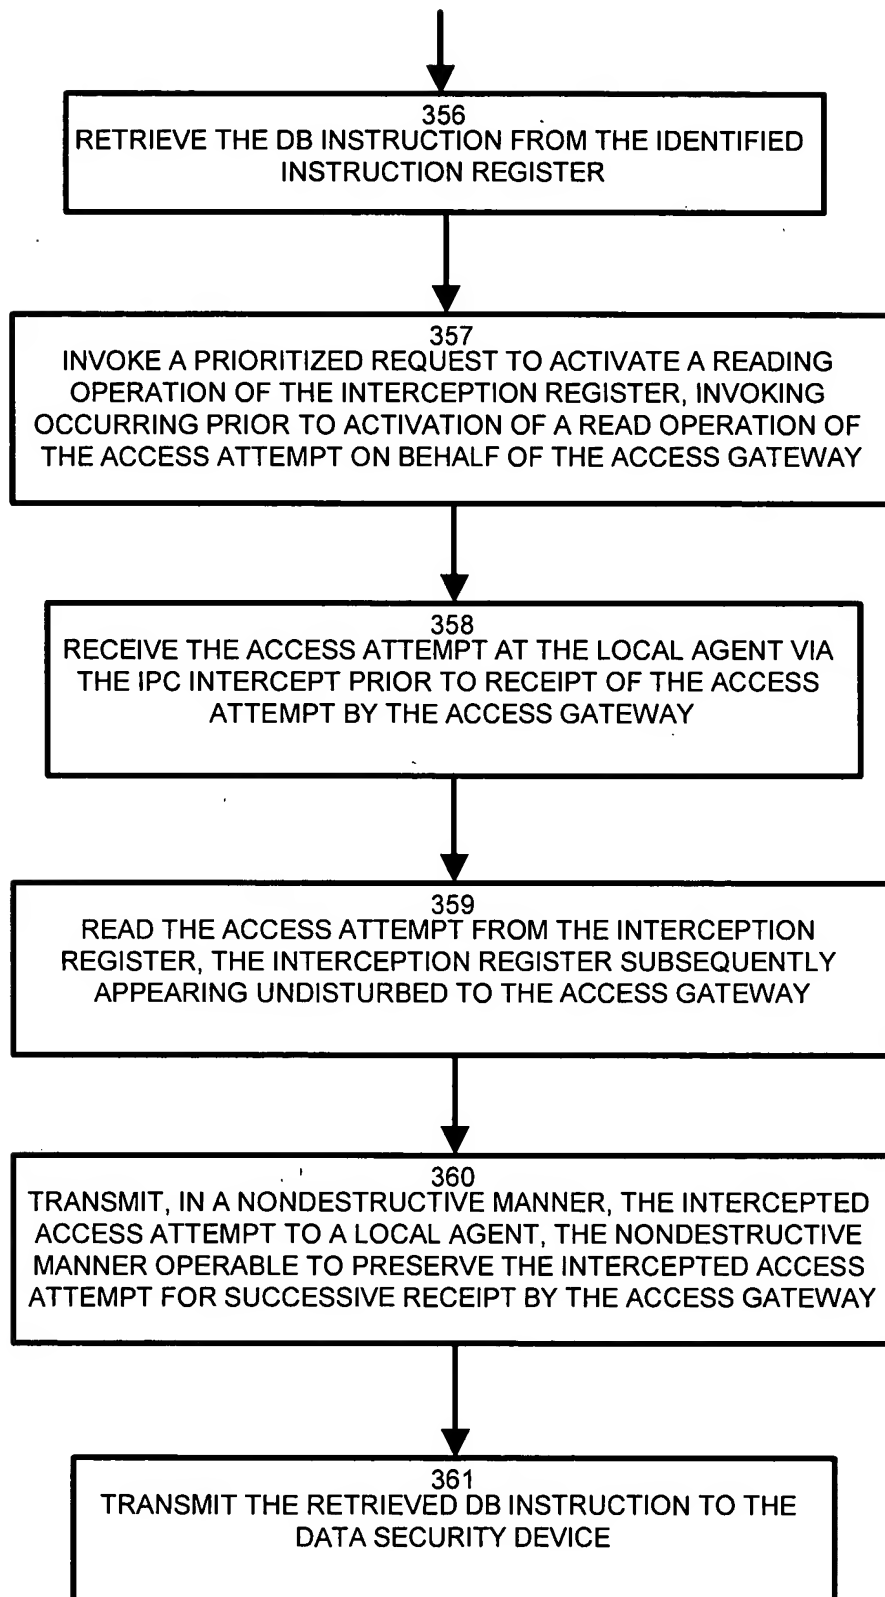 356
RETRIEVE THE DB INSTRUCTION FROM THE IDENTIFIED
INSTRUCTION REGISTER
357
INVOKE A PRIORITIZED REQUEST TO ACTIVATE A READING
OPERATION OF THE INTERCEPTION REGISTER, INVOKING
OCCURRING PRIOR TO ACTIVATION OF A READ OPERATION OF
THE ACCESS ATTEMPT ON BEHALF OF THE ACCESS GATEWAY
358
RECEIVE THE ACCESS ATTEMPT AT THE LOCAL AGENT VIA
THE IPC INTERCEPT PRIOR TO RECEIPT OF THE ACCESS
ATTEMPT BY THE ACCESS GATEWAY
359
READ THE ACCESS ATTEMPT FROM THE INTERCEPTION
REGISTER, THE INTERCEPTION REGISTER SUBSEQUENTLY
APPEARING UNDISTURBED TO THE ACCESS GATEWAY
360
TRANSMIT, IN A NONDESTRUCTIVE MANNER, THE INTERCEPTED
ACCESS ATTEMPT TO A LOCAL AGENT, THE NONDESTRUCTIVE
MANNER OPERABLE TO PRESERVE THE INTERCEPTED ACCESS
ATTEMPT FOR SUCCESSIVE RECEIPT BY THE ACCESS GATEWAY
361
TRANSMIT THE RETRIEVED DB INSTRUCTION TO THE
DATA SECURITY DEVICE